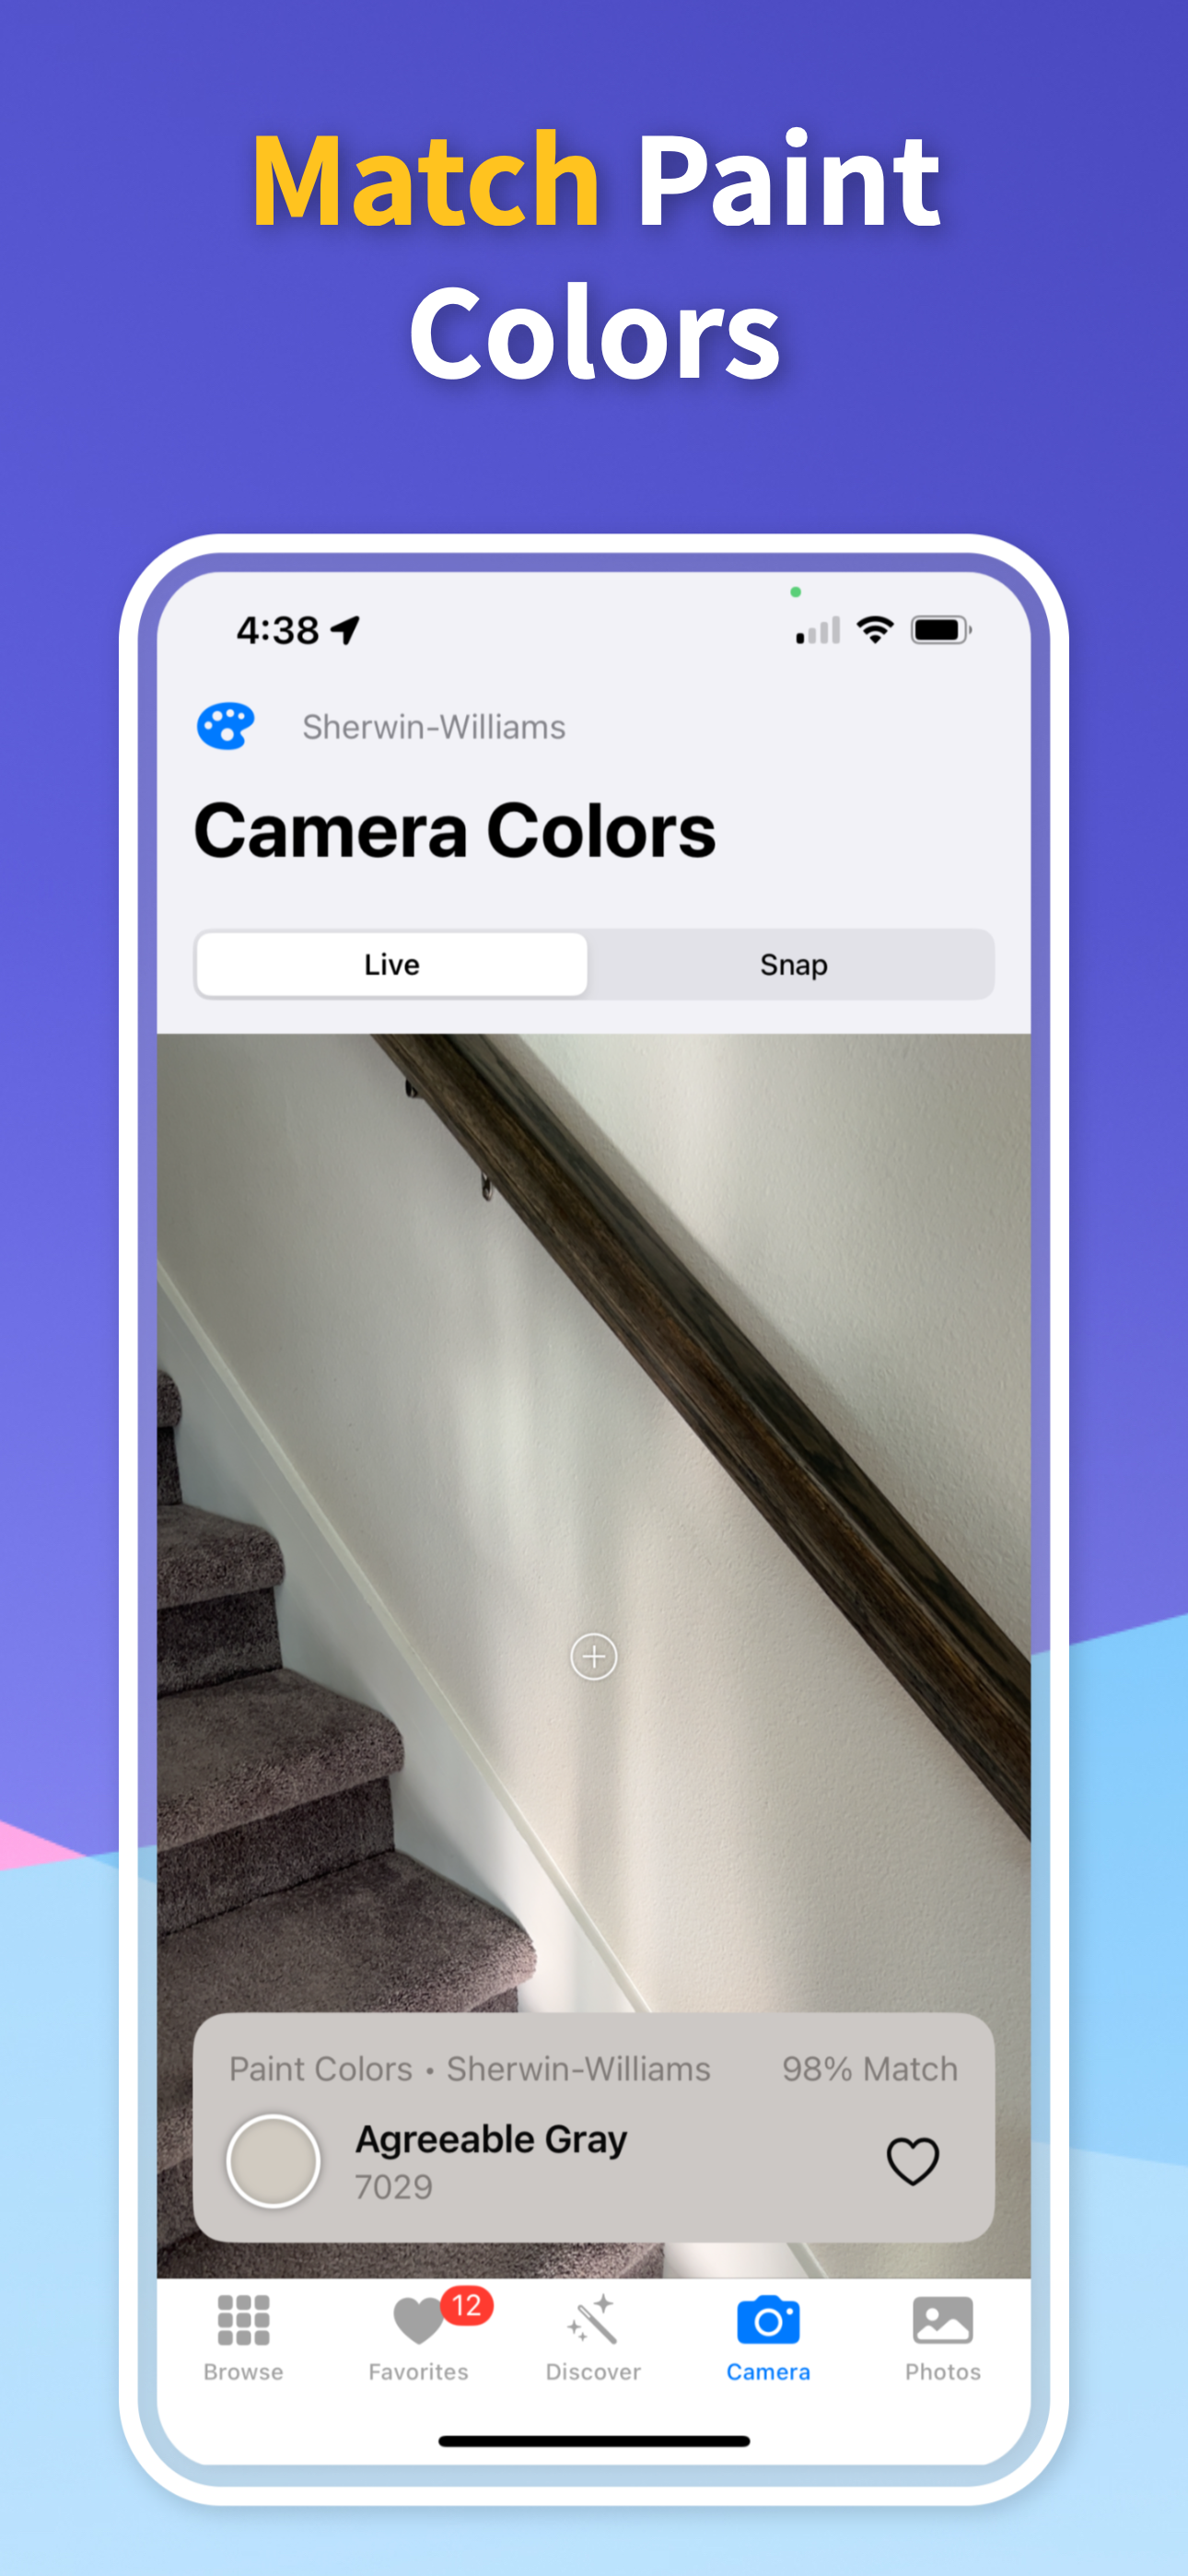 Match Paint
Colors
4:38
Sherwin-Williams
Camera Colors
Live Snap
Paint Colors • Sherwin-Williams 98% Match
Agreeable Gray
7029
12
Browse Favorites Discover Camera Photos